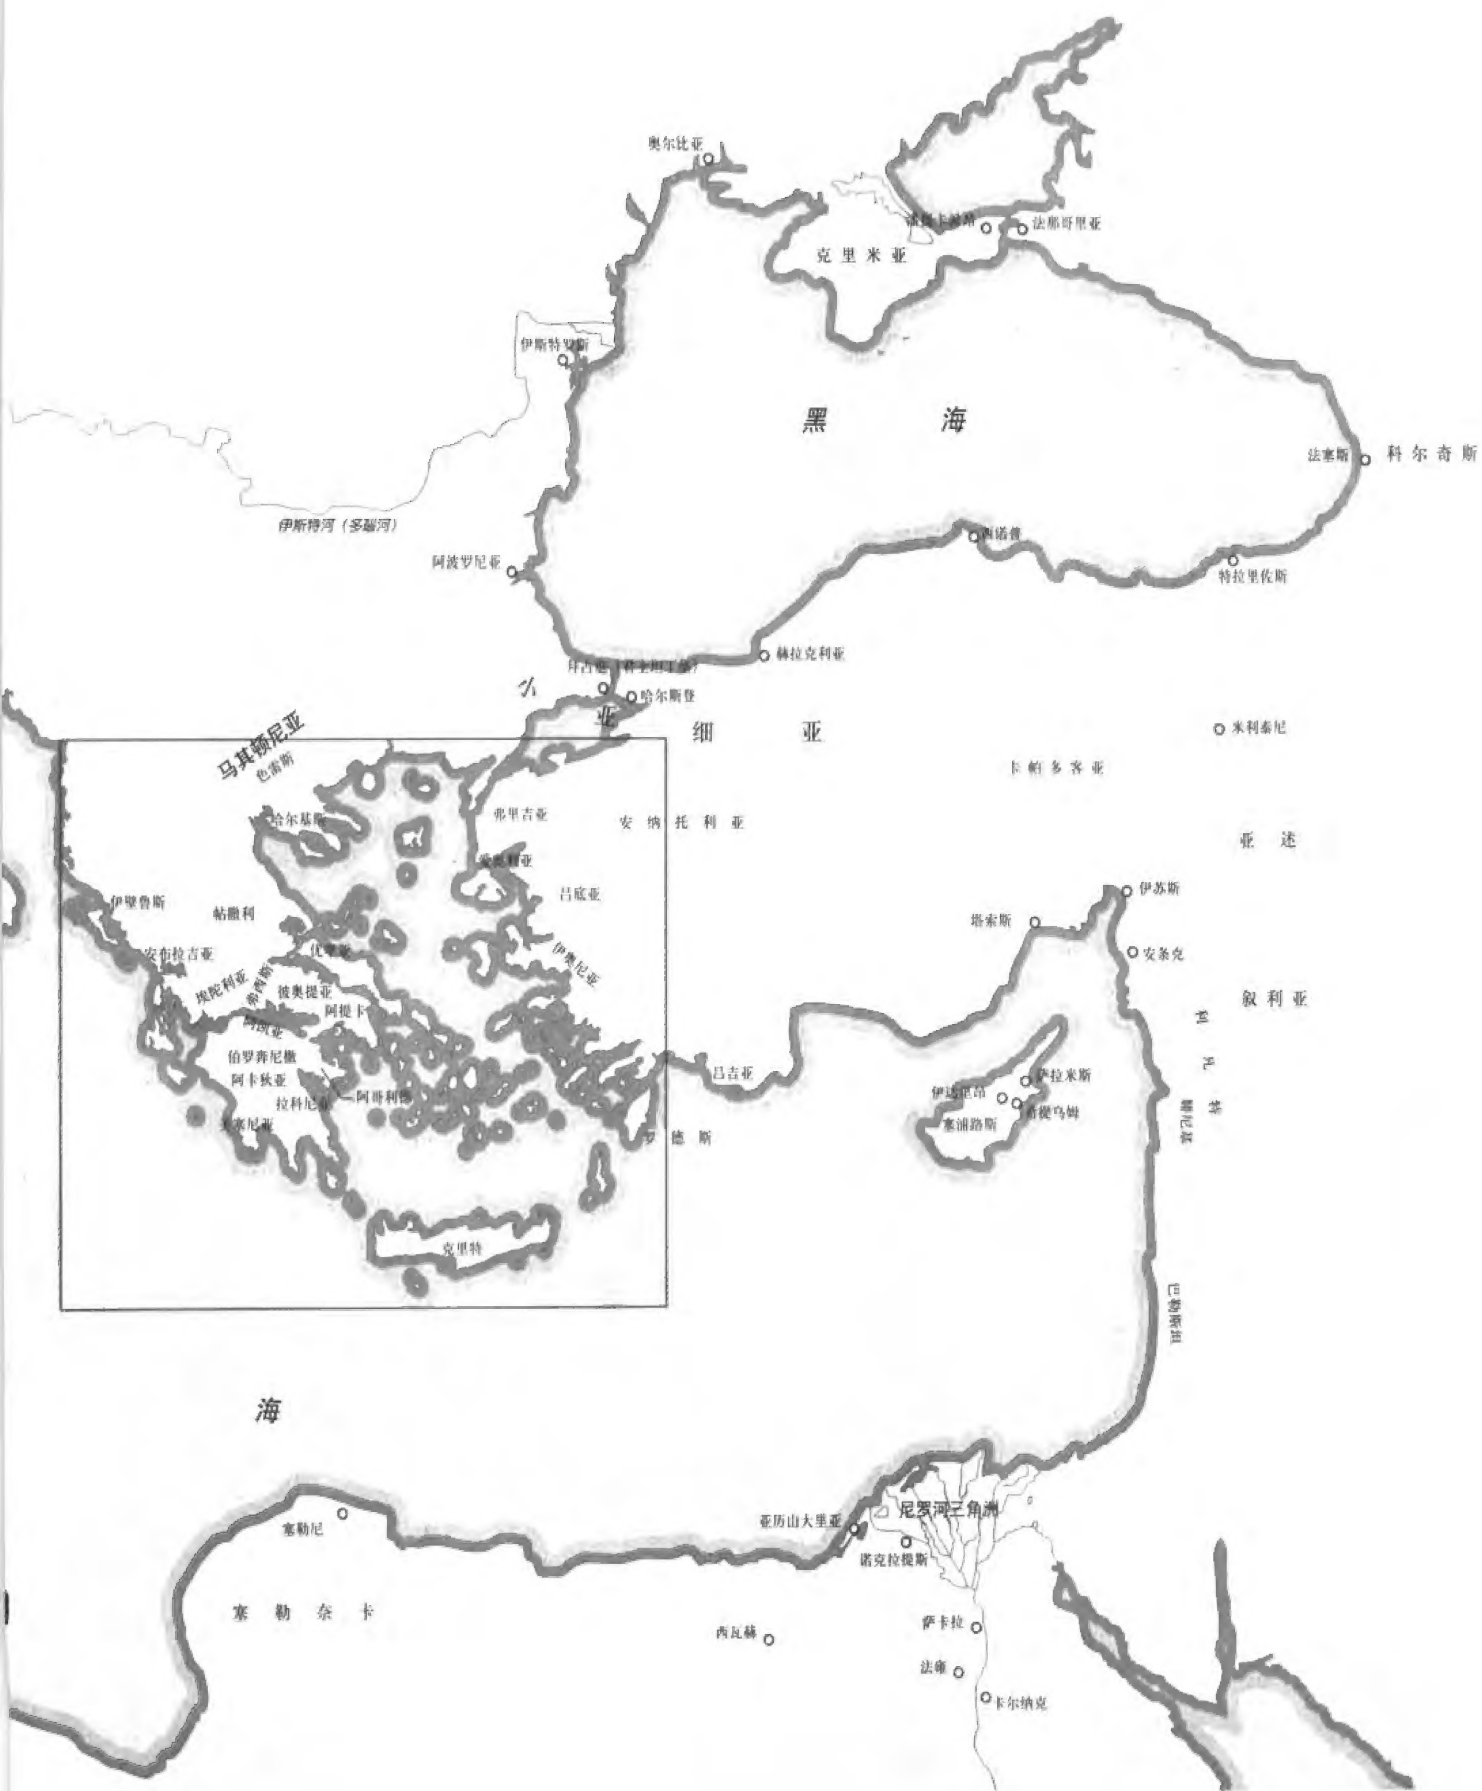 奥尔比亚
法那哥里亚
克里米亚
伊斯特罗斯
黑海
法塞斯
科尔奇斯
伊斯特河（多瑙河）
西诺普
阿波罗尼亚
特拉里佐斯
赫拉克利亚
哈尔斯登
小亚细亚
米利泰尼
马其顿尼亚
色雷斯
卡帕多客亚
哈尔基斯
弗里吉亚
安纳托利亚
亚述
吕底亚
伊苏斯
伊壁鲁斯
帖撒利
塔索斯
安布拉吉亚
安条克
伊奥尼亚
埃陀利亚
弗西斯
彼奥提亚
叙利亚
阿提卡
利凡特
伯罗奔尼撒
阿卡狄亚
吕吉亚
萨拉米斯
伊达里昂
拉科尼亚
阿哥利德
基提乌姆
塞浦路斯
美塞尼亚
罗德斯
腓尼基
克里特
巴勒斯坦
海
尼罗河三角洲
塞勒尼
亚历山大里亚
诺克拉提斯
塞勒奈卡
西瓦赫
萨卡拉
法雍
卡尔纳克